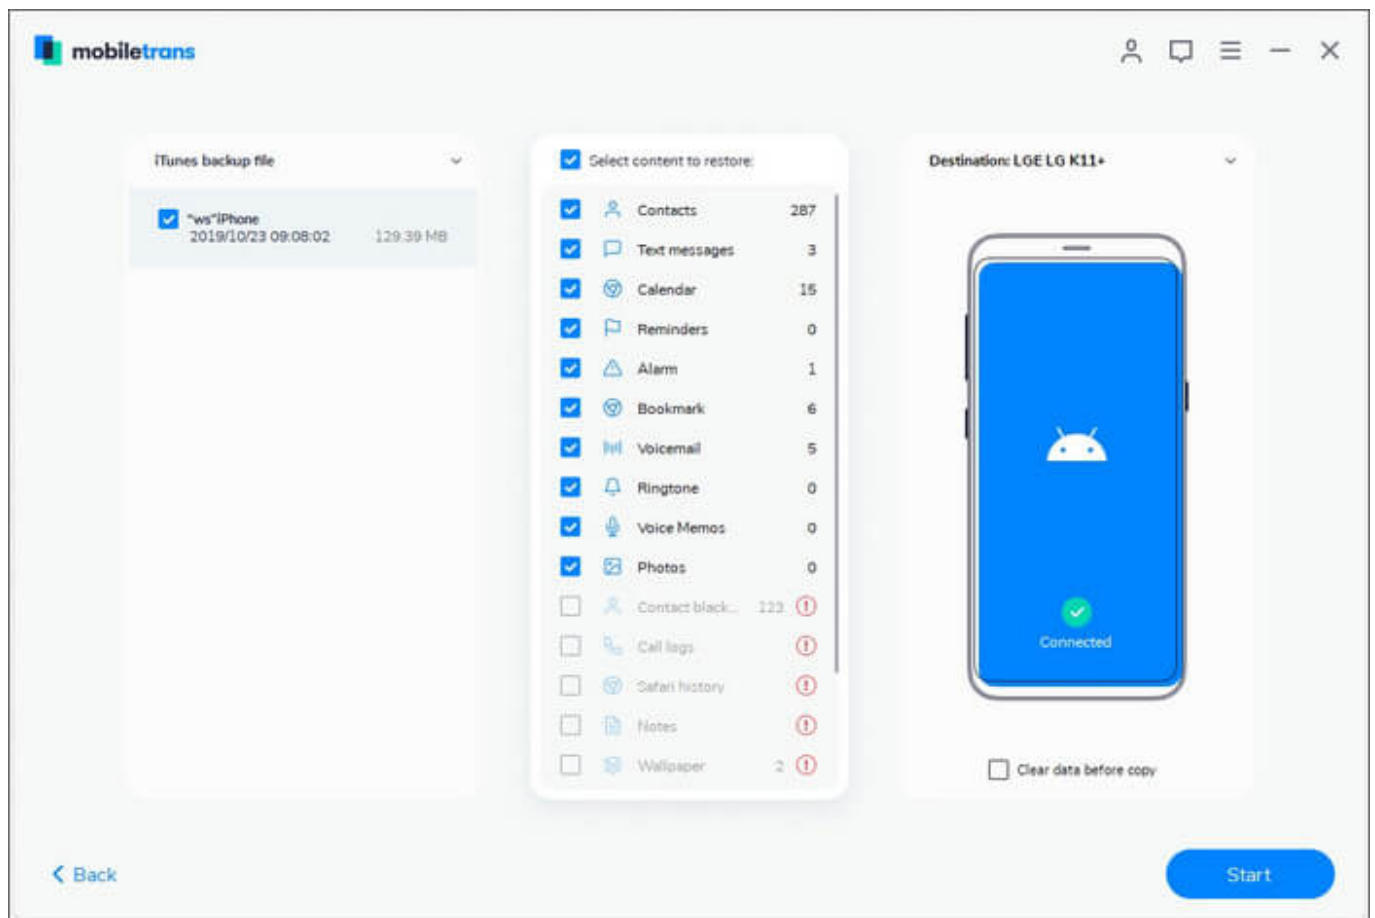 mobiletrans
iTunes backup file
"ws"iPhone
2019/10/23 09:08:02 129.39 MB
Select content to restore:
Contacts 287
Text messages 3
Calendar 15
Reminders 0
Alarm 1
Bookmark 6
Voicemail 5
Ringtone 0
Voice Memos 0
Photos 0
Contact black... 123
Call logs
Safari history
Notes
Wallpaper 2
Destination: LGE LG K11+
Connected
Clear data before copy
Back
Start